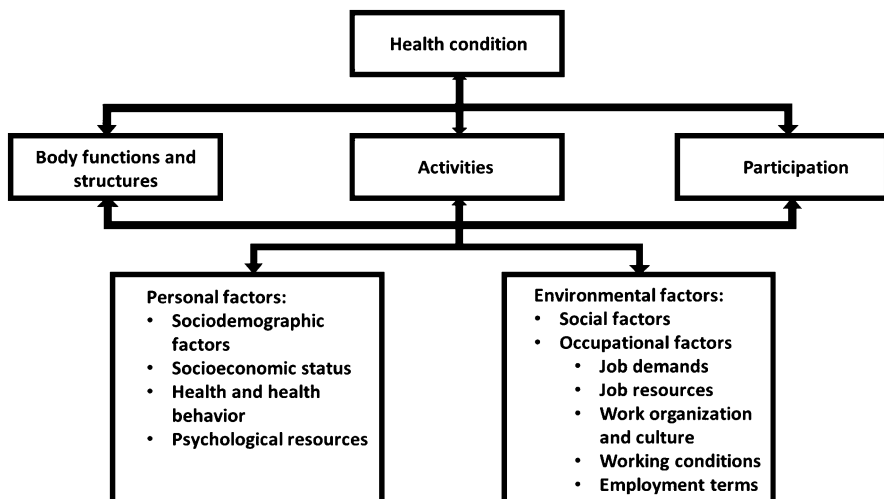 Health condition
Body functions and
structures
Activities
Participation
Personal factors:
• Sociodemographic
factors
• Socioeconomic status
• Health and health
behavior
• Psychological resources
Environmental factors:
• Social factors
• Occupational factors
• Job demands
• Job resources
• Work organization
and culture
• Working conditions
• Employment terms